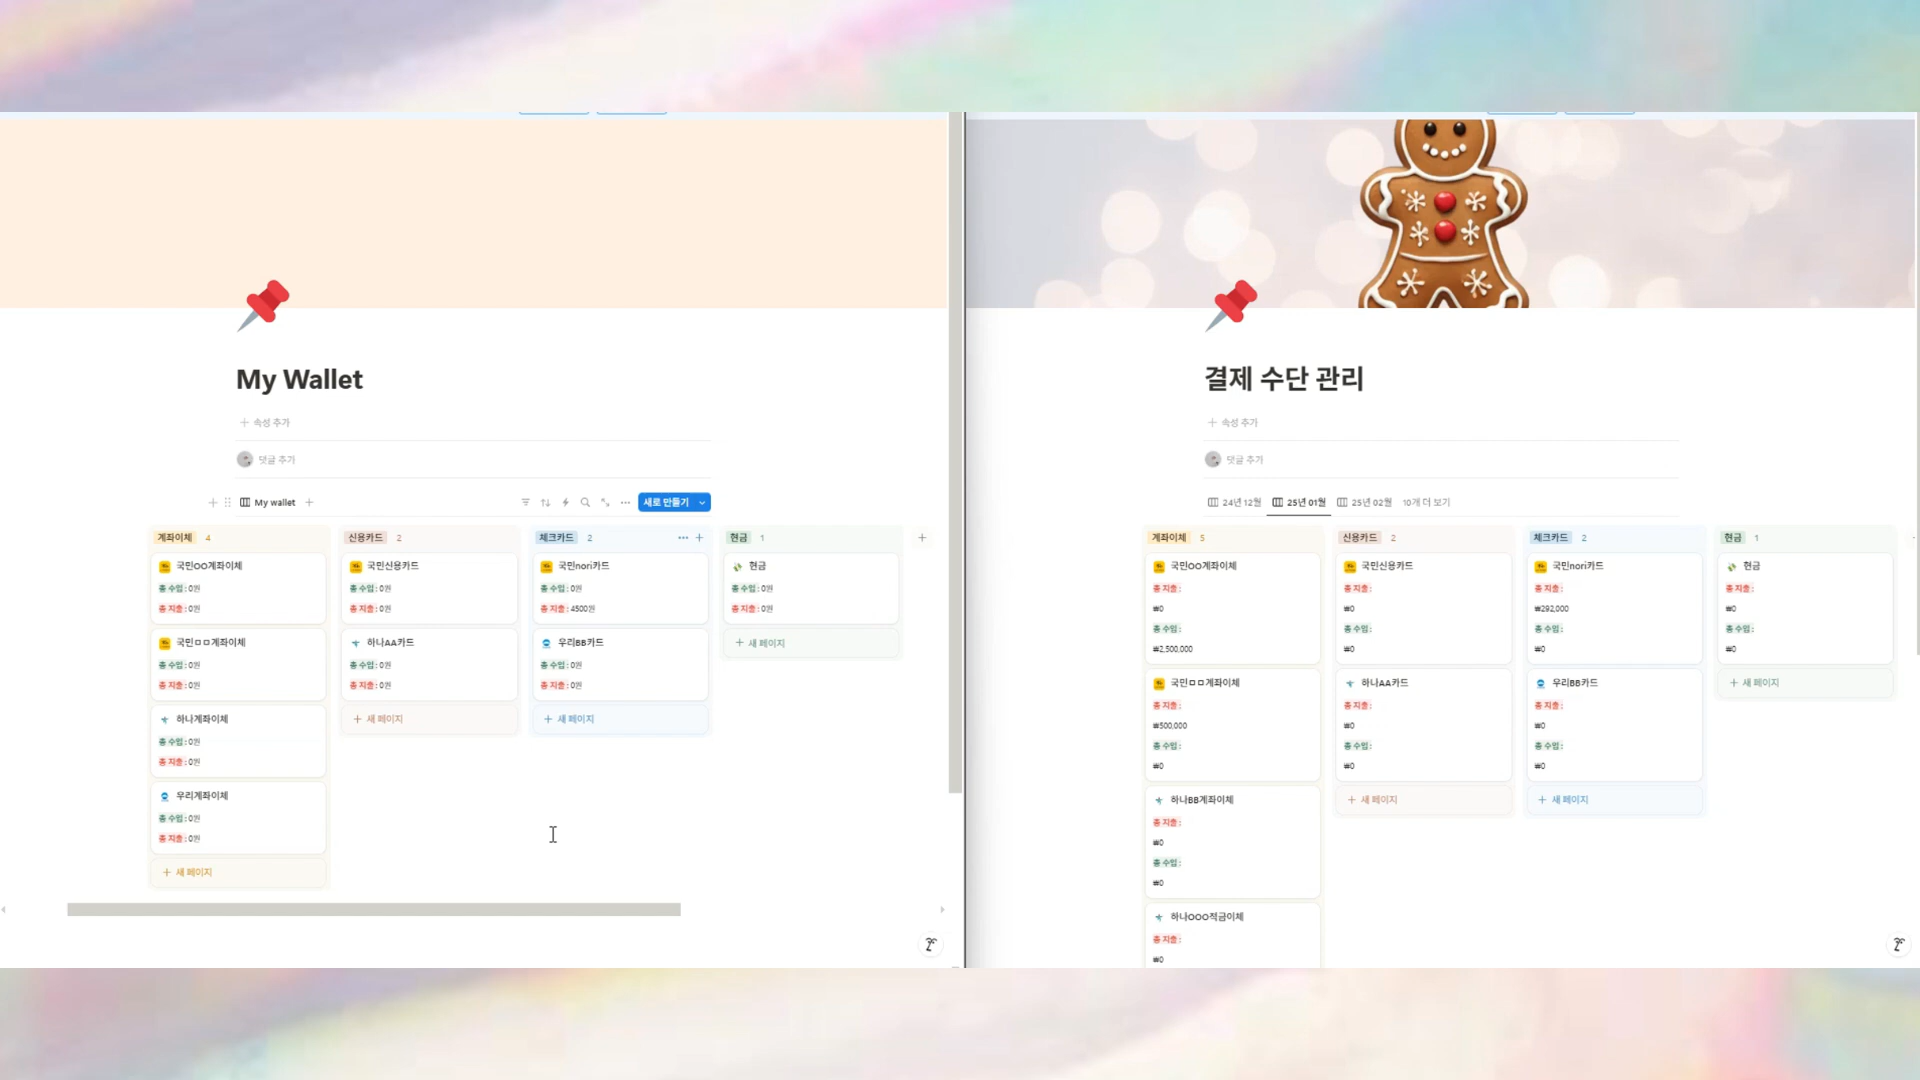 My Wallet
속성 추가
댓글 추가
My wallet
새로 만들기
계좌이체 4
국민OO계좌이체
총 수입: 0원
총 지출: 0원
국민ㅁㅁ계좌이체
총 수입: 0원
총 지출: 0원
하나계좌이체
총 수입: 0원
총 지출: 0원
우리계좌이체
총 수입: 0원
총 지출: 0원
새 페이지
신용카드 2
국민신용카드
총 수입: 0원
총 지출: 0원
하나AA카드
총 수입: 0원
총 지출: 0원
새 페이지
체크카드 2
국민nori카드
총 수입: 0원
총 지출: 4500원
우리BB카드
총 수입: 0원
총 지출: 0원
새 페이지
현금 1
현금
총 수입: 0원
총 지출: 0원
새 페이지
결제 수단 관리
속성 추가
댓글 추가
24년 12월 25년 01월 25년 02월 10개 더 보기
계좌이체 5
국민OO계좌이체
총 지출:
₩0
총 수입:
₩2,500,000
국민ㅁㅁ계좌이체
총 지출:
₩500,000
총 수입:
₩0
하나BB계좌이체
총 지출:
₩0
총 수입:
₩0
하나OOO적금이체
총 지출:
₩0
신용카드 2
국민신용카드
총 지출:
₩0
총 수입:
₩0
하나AA카드
총 지출:
₩0
총 수입:
₩0
새 페이지
체크카드 2
국민nori카드
총 지출:
₩292,000
총 수입:
₩0
우리BB카드
총 지출:
₩0
총 수입:
₩0
새 페이지
현금 1
현금
총 지출:
₩0
총 수입:
₩0
새 페이지